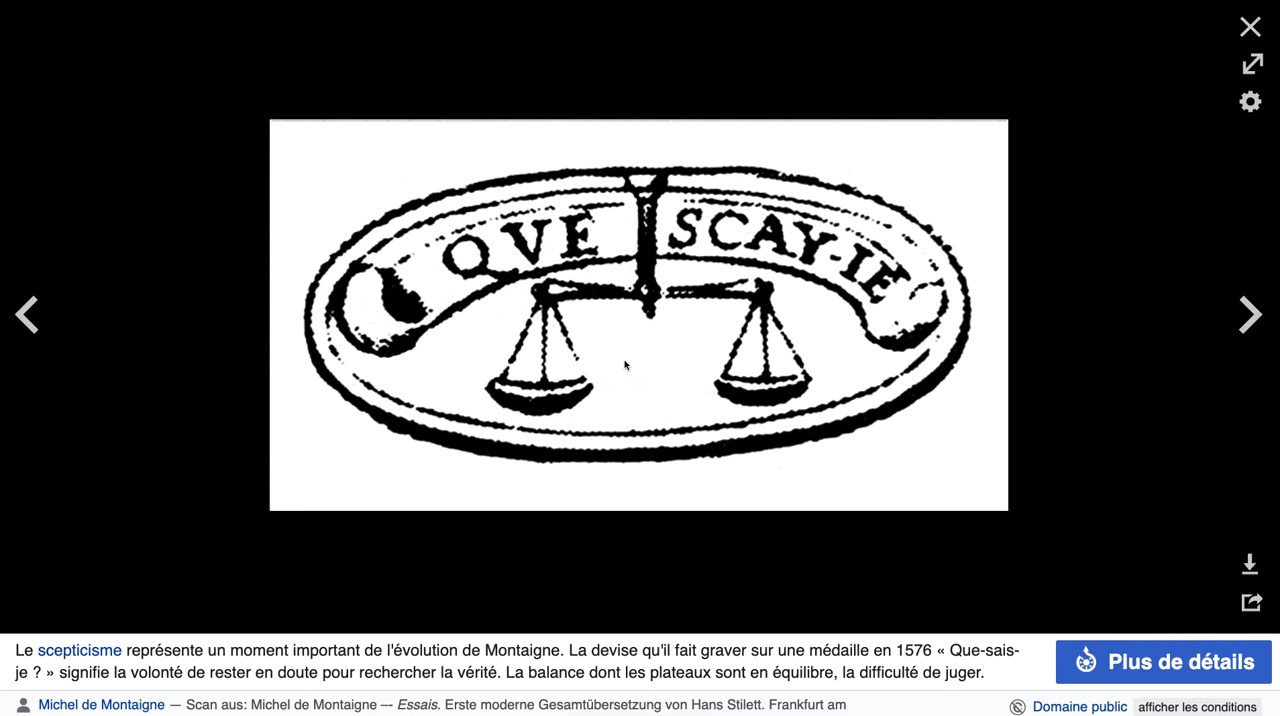 QVE SCAY-IE
Le scepticisme représente un moment important de l'évolution de Montaigne. La devise qu'il fait graver sur une médaille en 1576 « Que-sais-
je ? » signifie la volonté de rester en doute pour rechercher la vérité. La balance dont les plateaux sont en équilibre, la difficulté de juger.
Plus de détails
Michel de Montaigne — Scan aus: Michel de Montaigne –- Essais. Erste moderne Gesamtübersetzung von Hans Stilett. Frankfurt am
Domaine public afficher les conditions